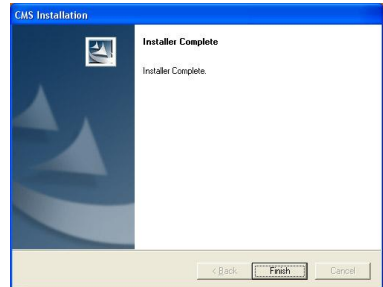 CMS Installation
Installer Complete
Installer Complete.
< Back
Finish
Cancel